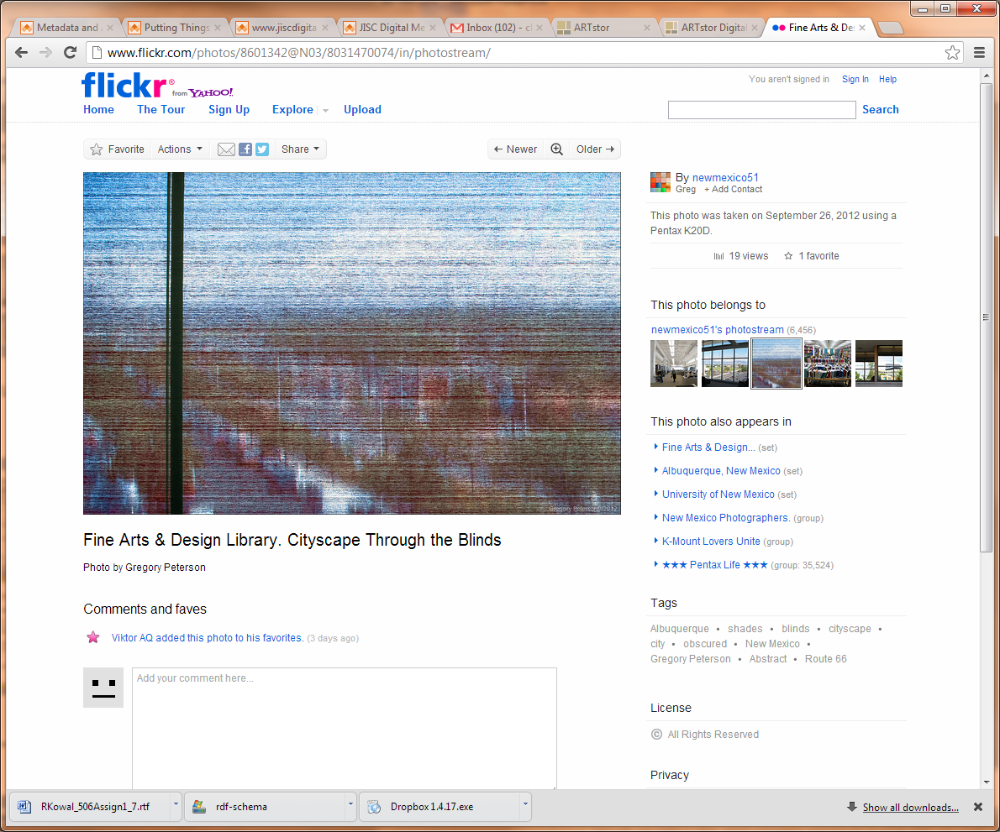 Metadata and
Putting Things
www.jiscdigita
JISC Digital Me
Inbox (102) - cl
ARTstor
ARTstor Digital
Fine Arts & De
www.flickr.com/photos/8601342@N03/8031470074/in/photostream/
flickr® from YAHOO!
You aren't signed in Sign In Help
Home The Tour Sign Up Explore Upload
Search
Favorite Actions Share
← Newer Older →
Gregory Peterson 2012
By newmexico51
Greg + Add Contact
This photo was taken on September 26, 2012 using a
Pentax K20D.
19 views 1 favorite
This photo belongs to
newmexico51's photostream (6,456)
This photo also appears in
Fine Arts & Design... (set)
Albuquerque, New Mexico (set)
University of New Mexico (set)
New Mexico Photographers. (group)
K-Mount Lovers Unite (group)
★★★ Pentax Life ★★★ (group: 35,524)
Tags
Albuquerque • shades • blinds • cityscape •
city • obscured • New Mexico •
Gregory Peterson • Abstract • Route 66
License
© All Rights Reserved
Privacy
Fine Arts & Design Library. Cityscape Through the Blinds
Photo by Gregory Peterson
Comments and faves
Viktor AQ added this photo to his favorites. (3 days ago)
Add your comment here...
RKowal_506Assign1_7.rtf
rdf-schema
Dropbox 1.4.17.exe
Show all downloads...